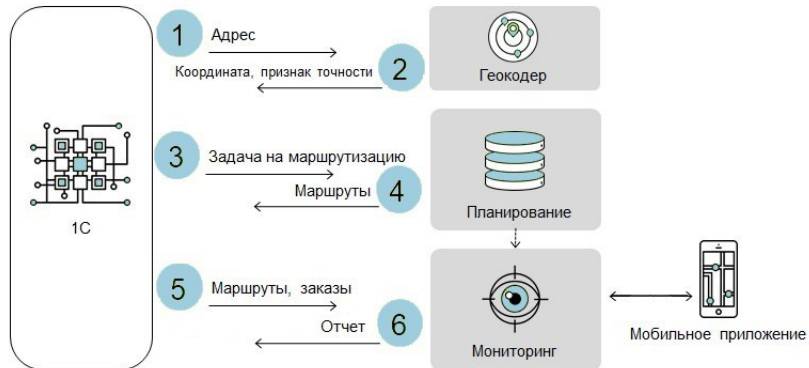 1
Адрес
Координата, признак точности
2
Геокодер
1С
3
Задача на маршрутизацию
Маршруты
4
Планирование
5
Маршруты, заказы
Отчет
6
Мониторинг
Мобильное приложение